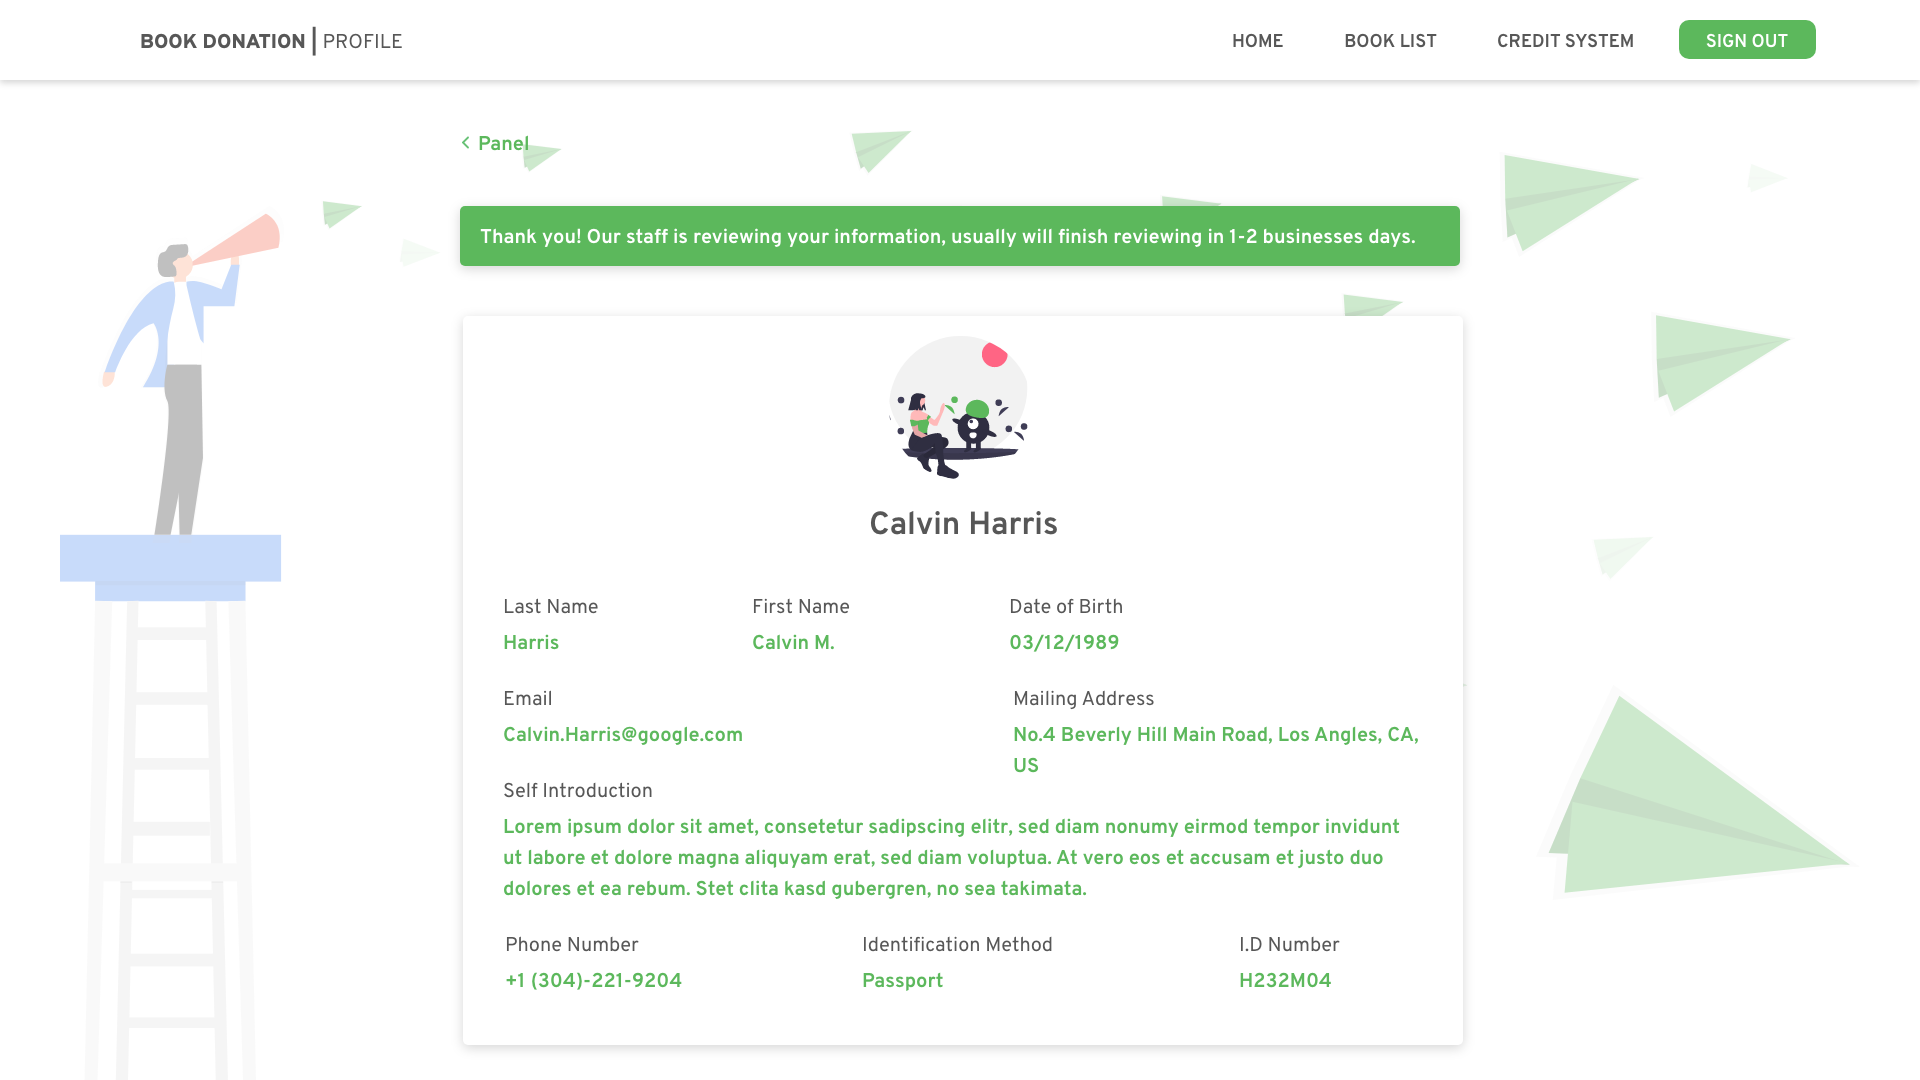 BOOK DONATION | PROFILE
HOME
BOOK LIST
CREDIT SYSTEM
SIGN OUT
< Panel
Thank you! Our staff is reviewing your information, usually will finish reviewing in 1-2 businesses days.
Calvin Harris
Last Name
First Name
Date of Birth
Harris
Calvin M.
03/12/1989
Email
Mailing Address
Calvin.Harris@google.com
No.4 Beverly Hill Main Road, Los Angles, CA,
US
Self Introduction
Lorem ipsum dolor sit amet, consetetur sadipscing elitr, sed diam nonumy eirmod tempor invidunt
ut labore et dolore magna aliquyam erat, sed diam voluptua. At vero eos et accusam et justo duo
dolores et ea rebum. Stet clita kasd gubergren, no sea takimata.
Phone Number
Identification Method
I.D Number
+1 (304)-221-9204
Passport
H232M04